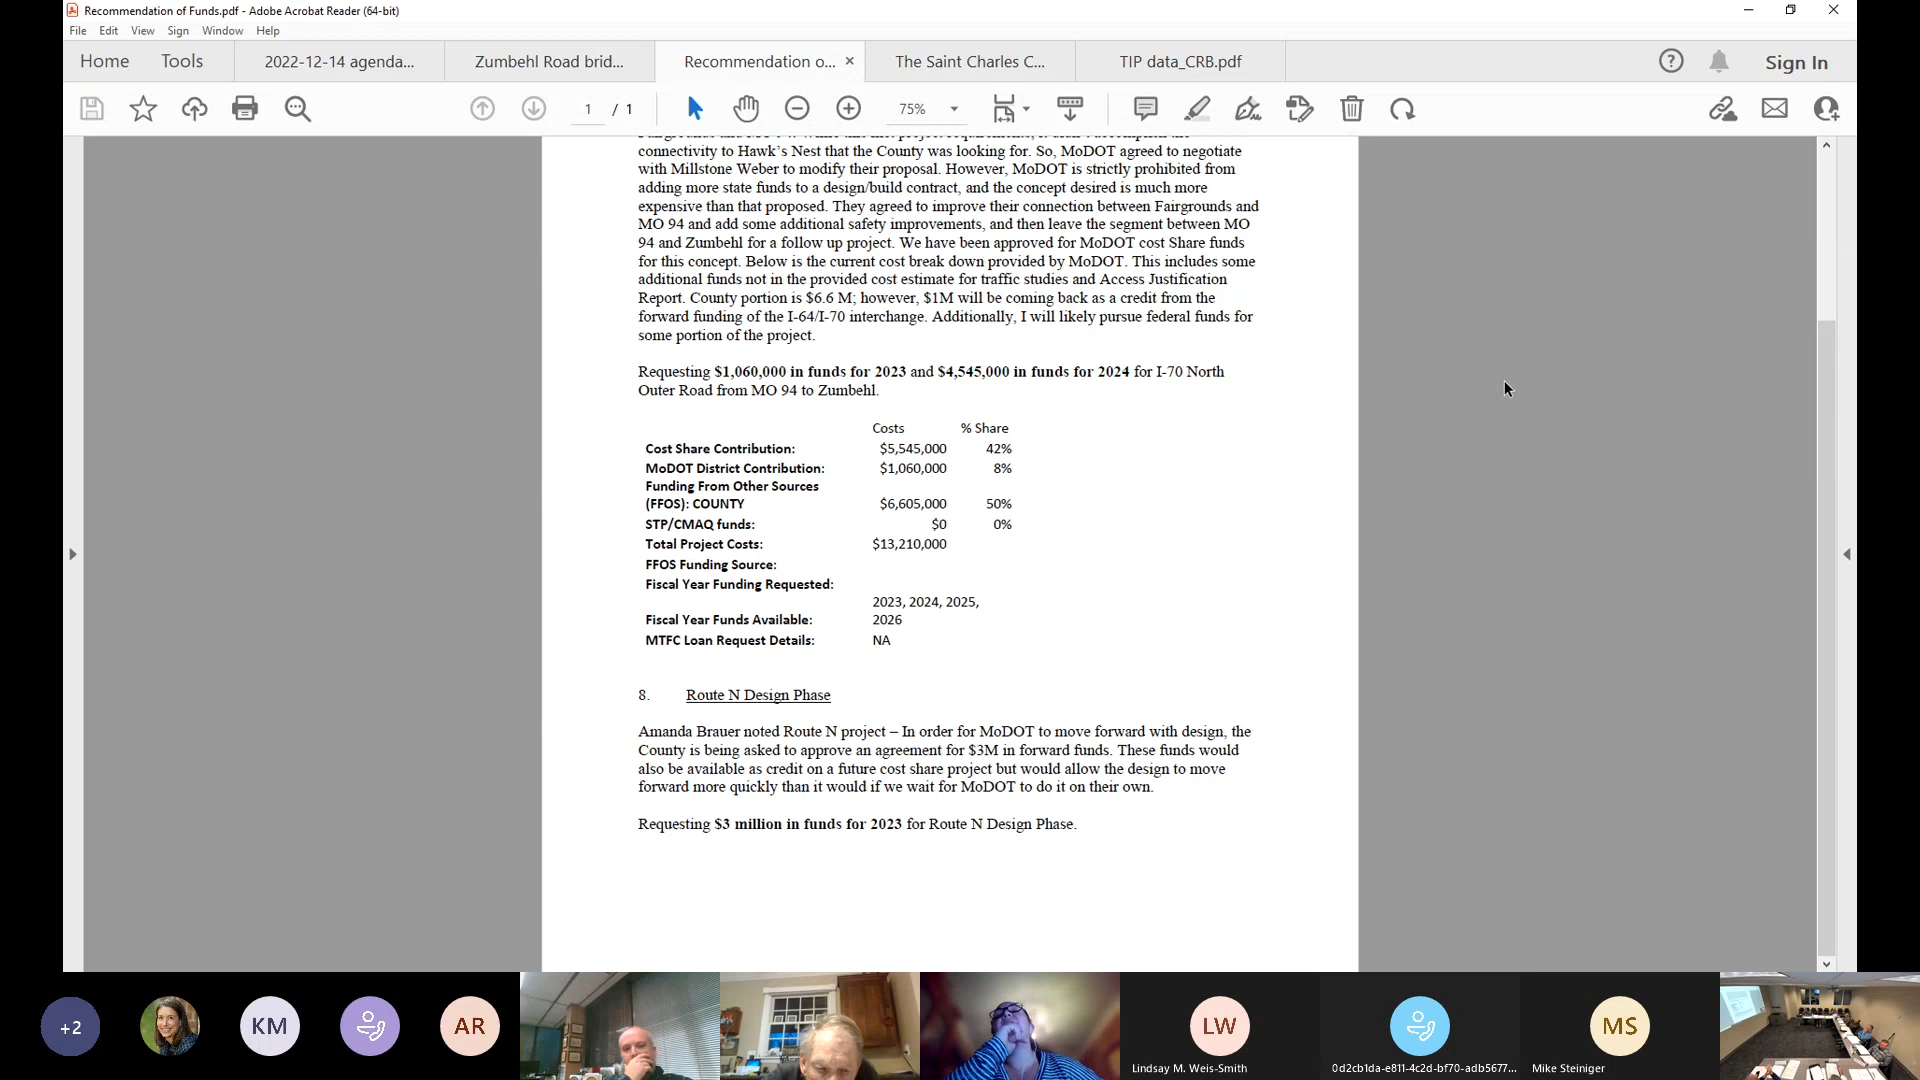 Recommendation of Funds.pdf - Adobe Acrobat Reader (64-bit)
File Edit View Sign Window Help
Home Tools 2022-12-14 agenda... Zumbehl Road brid... Recommendation o... × The Saint Charles C... TIP data_CRB.pdf Sign In
1 / 1 75%
connectivity to Hawk's Nest that the County was looking for. So, MoDOT agreed to negotiate
with Millstone Weber to modify their proposal. However, MoDOT is strictly prohibited from
adding more state funds to a design/build contract, and the concept desired is much more
expensive than that proposed. They agreed to improve their connection between Fairgrounds and
MO 94 and add some additional safety improvements, and then leave the segment between MO
94 and Zumbehl for a follow up project. We have been approved for MoDOT cost Share funds
for this concept. Below is the current cost break down provided by MoDOT. This includes some
additional funds not in the provided cost estimate for traffic studies and Access Justification
Report. County portion is $6.6 M; however, $1M will be coming back as a credit from the
forward funding of the I-64/I-70 interchange. Additionally, I will likely pursue federal funds for
some portion of the project.
Requesting $1,060,000 in funds for 2023 and $4,545,000 in funds for 2024 for I-70 North
Outer Road from MO 94 to Zumbehl.
Costs % Share
Cost Share Contribution: $5,545,000 42%
MoDOT District Contribution: $1,060,000 8%
Funding From Other Sources
(FFOS): COUNTY $6,605,000 50%
STP/CMAQ funds: $0 0%
Total Project Costs: $13,210,000
FFOS Funding Source:
Fiscal Year Funding Requested:
2023, 2024, 2025,
Fiscal Year Funds Available: 2026
MTFC Loan Request Details: NA
8. Route N Design Phase
Amanda Brauer noted Route N project – In order for MoDOT to move forward with design, the
County is being asked to approve an agreement for $3M in forward funds. These funds would
also be available as credit on a future cost share project but would allow the design to move
forward more quickly than it would if we wait for MoDOT to do it on their own.
Requesting $3 million in funds for 2023 for Route N Design Phase.
+2 KM AR LW MS
Lindsay M. Weis-Smith 0d2cb1da-e811-4c2d-bf70-adb5677... Mike Steiniger